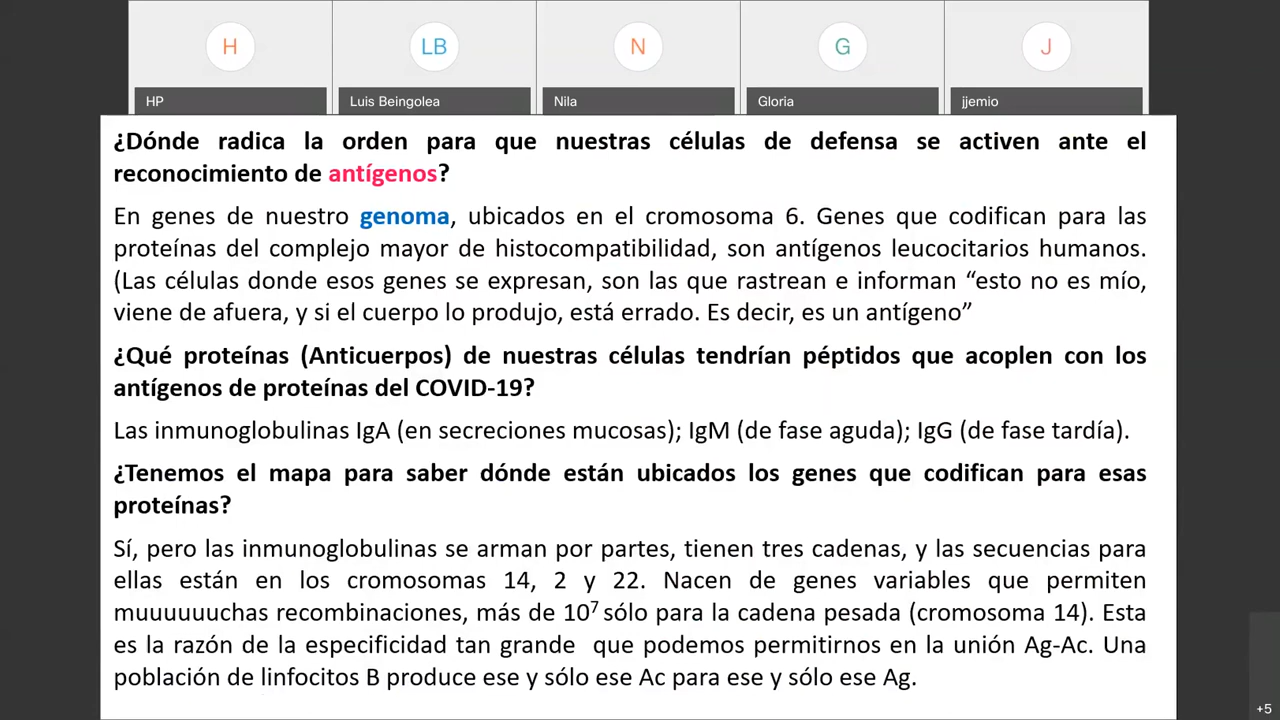 H
LB
N
G
J
HP
Luis Beingolea
Nila
Gloria
jjemio
¿Dónde radica la orden para que nuestras células de defensa se activen ante el
reconocimiento de antígenos?
En genes de nuestro genoma, ubicados en el cromosoma 6. Genes que codifican para las
proteínas del complejo mayor de histocompatibilidad, son antígenos leucocitarios humanos.
(Las células donde esos genes se expresan, son las que rastrean e informan “esto no es mío,
viene de afuera, y si el cuerpo lo produjo, está errado. Es decir, es un antígeno”
¿Qué proteínas (Anticuerpos) de nuestras células tendrían péptidos que acoplen con los
antígenos de proteínas del COVID-19?
Las inmunoglobulinas IgA (en secreciones mucosas); IgM (de fase aguda); IgG (de fase tardía).
¿Tenemos el mapa para saber dónde están ubicados los genes que codifican para esas
proteínas?
Sí, pero las inmunoglobulinas se arman por partes, tienen tres cadenas, y las secuencias para
ellas están en los cromosomas 14, 2 y 22. Nacen de genes variables que permiten
muuuuuuchas recombinaciones, más de 10⁷ sólo para la cadena pesada (cromosoma 14). Esta
es la razón de la especificidad tan grande que podemos permitirnos en la unión Ag-Ac. Una
población de linfocitos B produce ese y sólo ese Ac para ese y sólo ese Ag.
+5